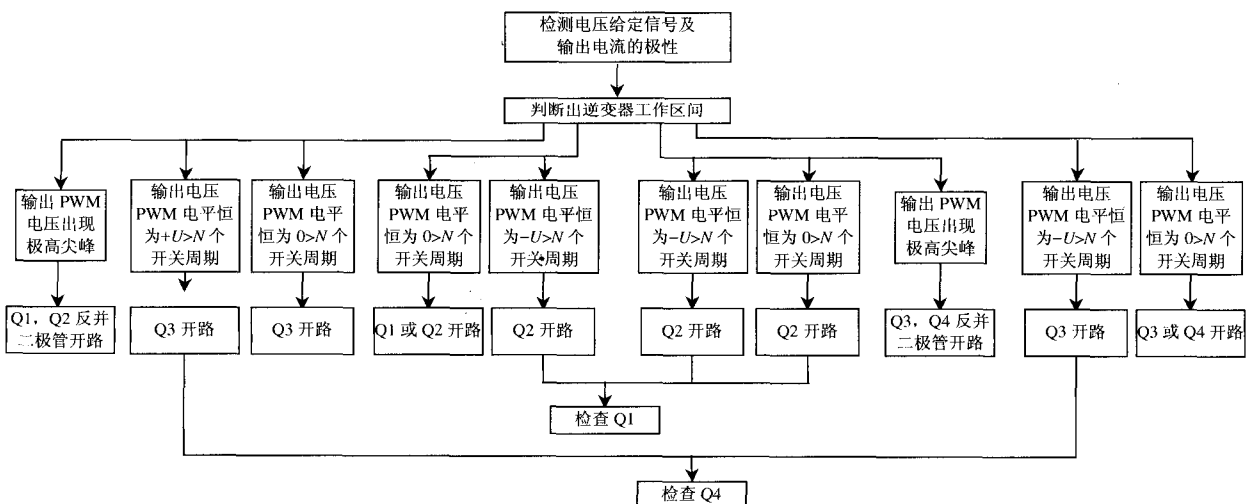 检测电压给定信号及
输出电流的极性
判断出逆变器工作区间
输出 PWM
电压出现
极高尖峰
输出电压
PWM 电平恒
为+U>N 个
开关周期
输出电压
PWM 电平
恒为 0>N 个
开关周期
输出电压
PWM 电平
恒为 0>N 个
开关周期
输出电压
PWM 电平恒
为-U>N 个
开关周期
输出电压
PWM 电平恒
为-U>N 个
开关周期
输出电压
PWM 电平
恒为 0>N 个
开关周期
输出 PWM
电压出现
极高尖峰
输出电压
PWM 电平恒
为-U>N 个
开关周期
输出电压
PWM 电平
恒为 0>N 个
开关周期
Q1，Q2 反并
二极管开路
Q3 开路
Q3 开路
Q1 或 Q2 开路
Q2 开路
Q2 开路
Q2 开路
Q3，Q4 反并
二极管开路
Q3 开路
Q3 或 Q4 开路
检查 Q1
检查 Q4